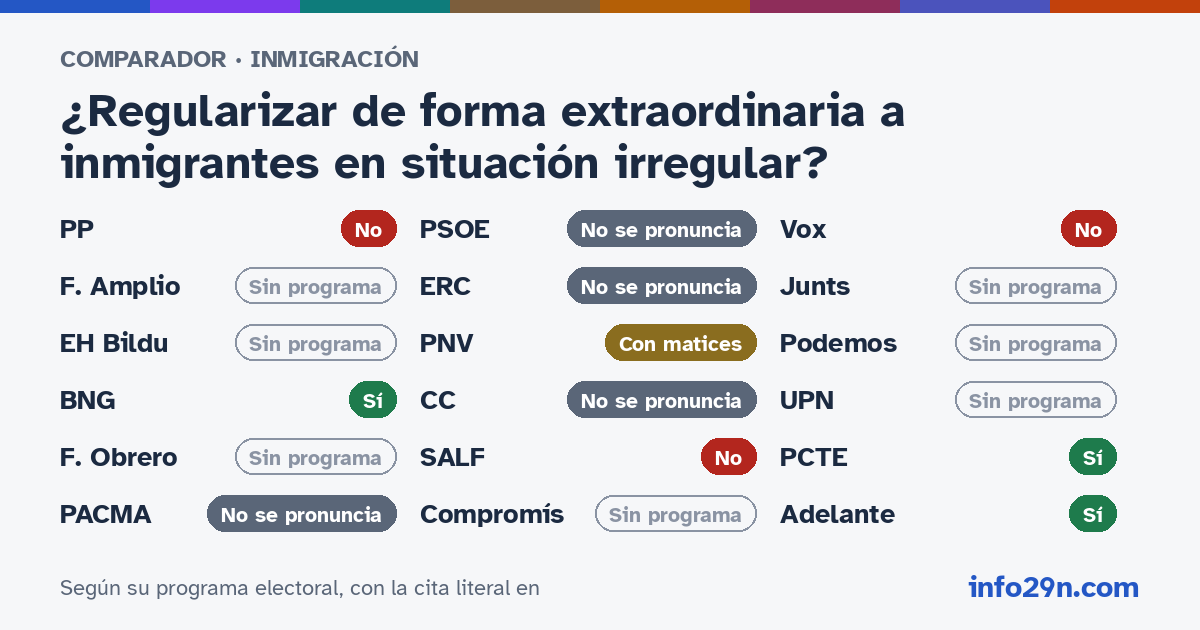 COMPARADOR · INMIGRACIÓN
¿Regularizar de forma extraordinaria a
inmigrantes en situación irregular?
PP No PSOE No se pronuncia Vox No
F. Amplio Sin programa ERC No se pronuncia Junts Sin programa
EH Bildu Sin programa PNV Con matices Podemos Sin programa
BNG Sí CC No se pronuncia UPN Sin programa
F. Obrero Sin programa SALF No PCTE Sí
PACMA No se pronuncia Compromís Sin programa Adelante Sí
Según su programa electoral, con la cita literal en info29n.com